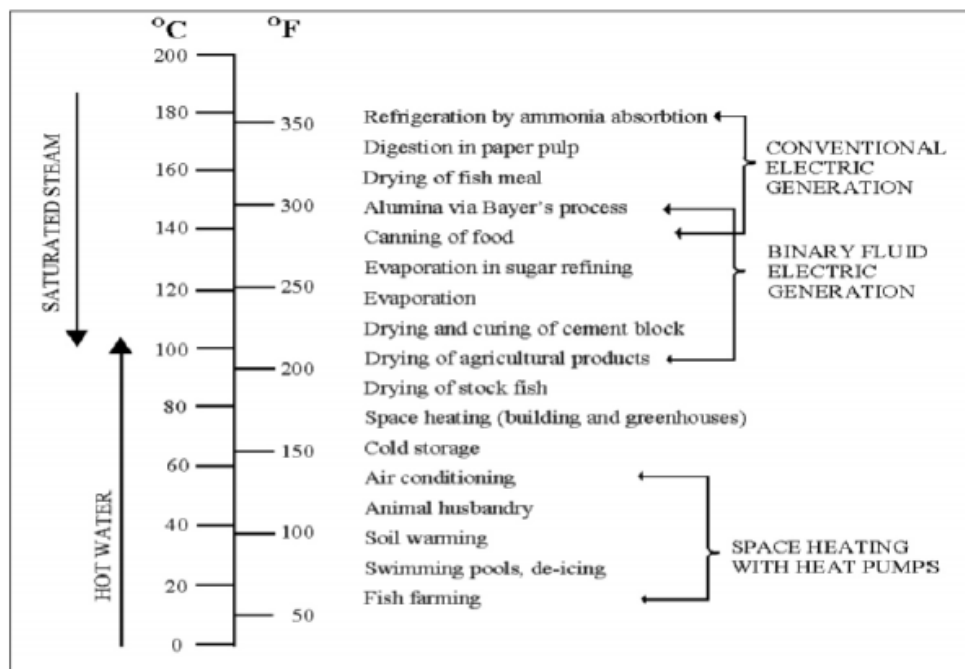 °C
°F
200
180
160
140
120
100
80
60
40
20
0
350
300
250
200
150
100
50
SATURATED STEAM
HOT WATER
Refrigeration by ammonia absorbtion
Digestion in paper pulp
Drying of fish meal
Alumina via Bayer's process
Canning of food
Evaporation in sugar refining
Evaporation
Drying and curing of cement block
Drying of agricultural products
Drying of stock fish
Space heating (building and greenhouses)
Cold storage
Air conditioning
Animal husbandry
Soil warming
Swimming pools, de-icing
Fish farming
CONVENTIONAL
ELECTRIC
GENERATION
BINARY FLUID
ELECTRIC
GENERATION
SPACE HEATING
WITH HEAT PUMPS